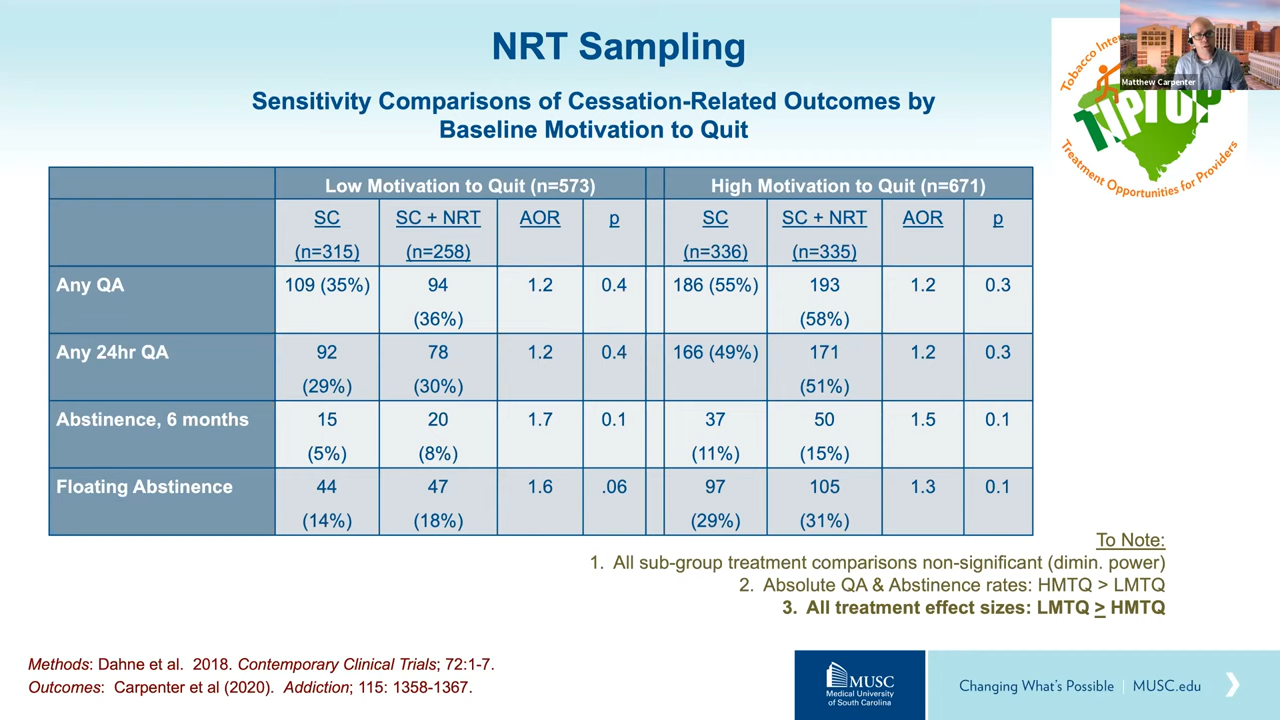 NRT Sampling
Sensitivity Comparisons of Cessation-Related Outcomes by
Baseline Motivation to Quit
Matthew Carpenter
Tobacco Inte
TIPTOP
Treatment Opportunities for Providers
Low Motivation to Quit (n=573) High Motivation to Quit (n=671)
SC SC + NRT AOR p SC SC + NRT AOR p
(n=315) (n=258) (n=336) (n=335)
Any QA 109 (35%) 94 1.2 0.4 186 (55%) 193 1.2 0.3
(36%) (58%)
Any 24hr QA 92 78 1.2 0.4 166 (49%) 171 1.2 0.3
(29%) (30%) (51%)
Abstinence, 6 months 15 20 1.7 0.1 37 50 1.5 0.1
(5%) (8%) (11%) (15%)
Floating Abstinence 44 47 1.6 .06 97 105 1.3 0.1
(14%) (18%) (29%) (31%)
To Note:
1. All sub-group treatment comparisons non-significant (dimin. power)
2. Absolute QA & Abstinence rates: HMTQ > LMTQ
3. All treatment effect sizes: LMTQ ≥ HMTQ
Methods: Dahne et al. 2018. Contemporary Clinical Trials; 72:1-7.
Outcomes: Carpenter et al (2020). Addiction; 115: 1358-1367.
MUSC
Medical University
of South Carolina
Changing What's Possible | MUSC.edu